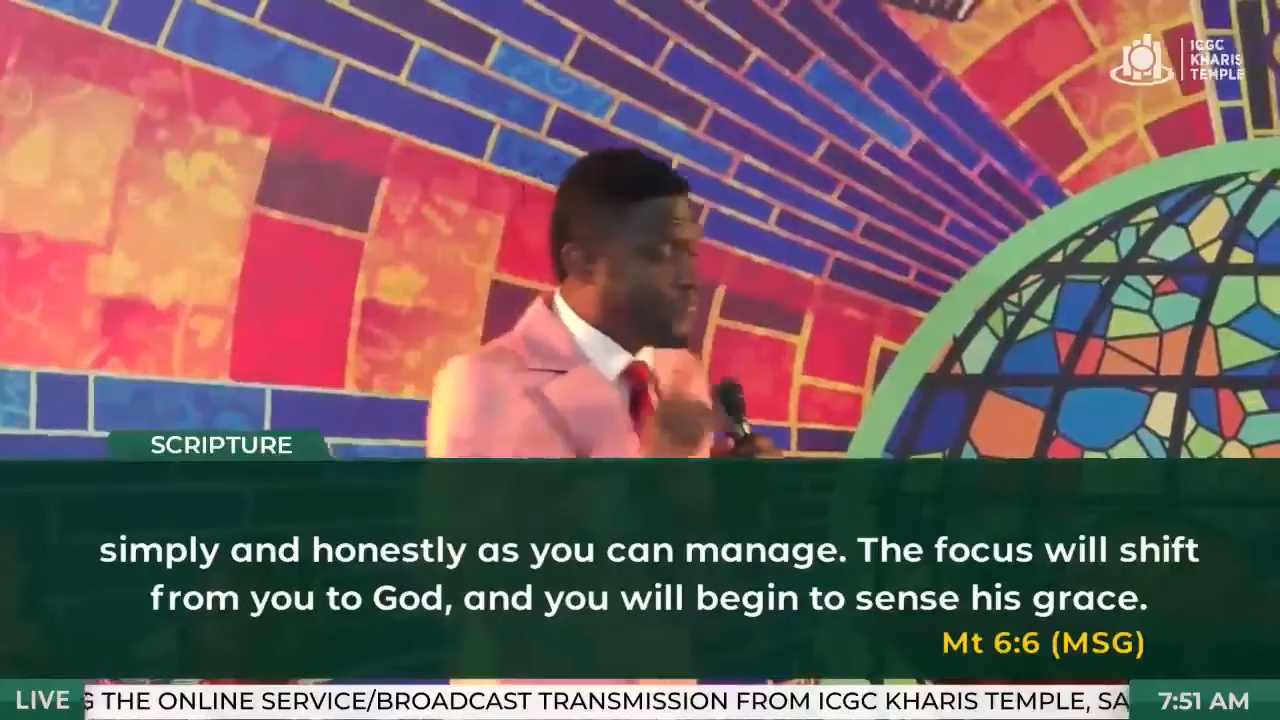 ICGC
KHARIS
TEMPLE
SCRIPTURE
simply and honestly as you can manage. The focus will shift
from you to God, and you will begin to sense his grace.
Mt 6:6 (MSG)
LIVE
THE ONLINE SERVICE/BROADCAST TRANSMISSION FROM ICGC KHARIS TEMPLE, SA
7:51 AM